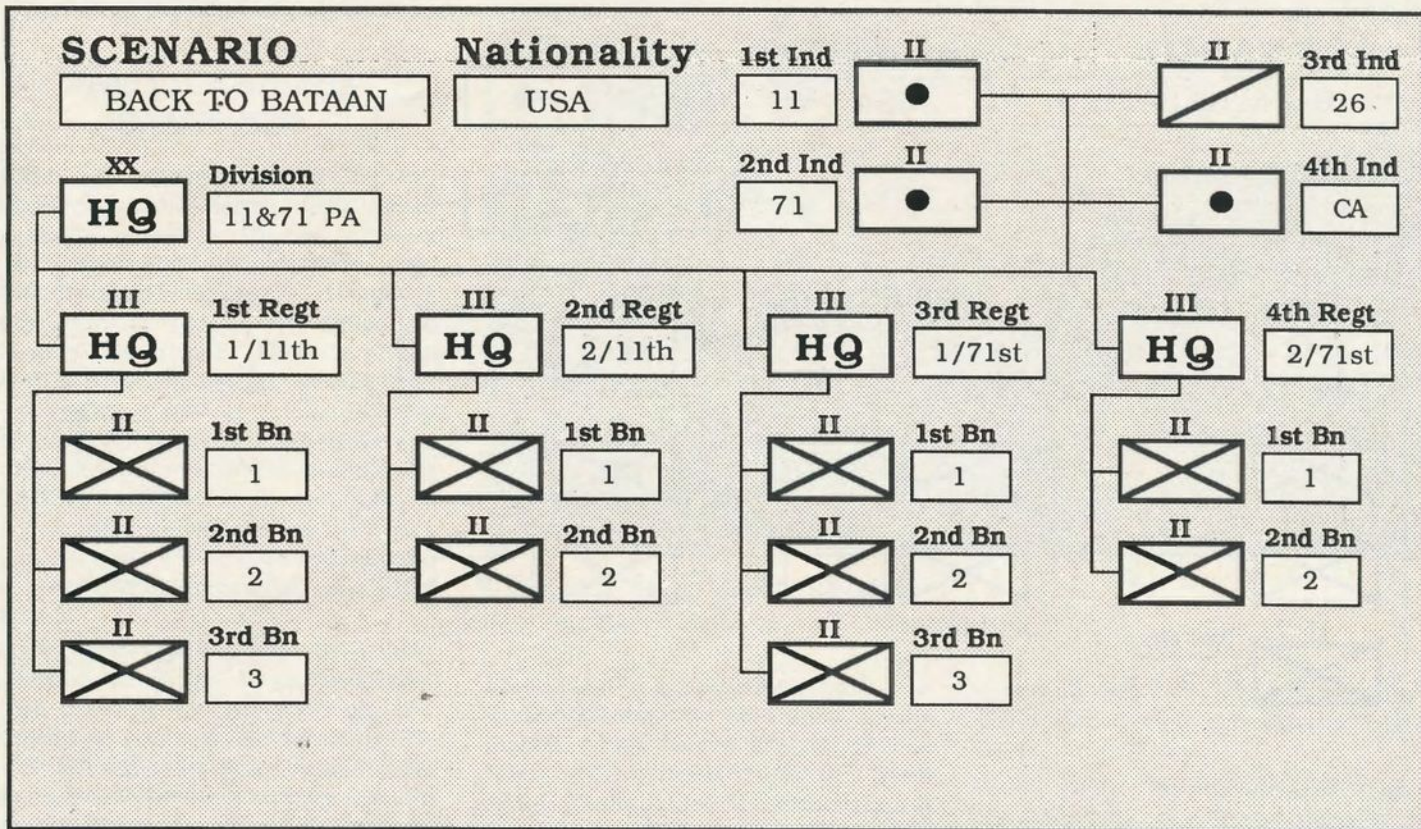 SCENARIO
BACK TO BATAAN
Nationality
USA
1st Ind
11
II
II
3rd Ind
26
2nd Ind
71
II
II
4th Ind
CA
XX
HQ
Division
11&71 PA
III
HQ
1st Regt
1/11th
III
HQ
2nd Regt
2/11th
III
HQ
3rd Regt
1/71st
III
HQ
4th Regt
2/71st
II
1st Bn
1
II
1st Bn
1
II
1st Bn
1
II
1st Bn
1
II
2nd Bn
2
II
2nd Bn
2
II
2nd Bn
2
II
2nd Bn
2
II
3rd Bn
3
II
3rd Bn
3